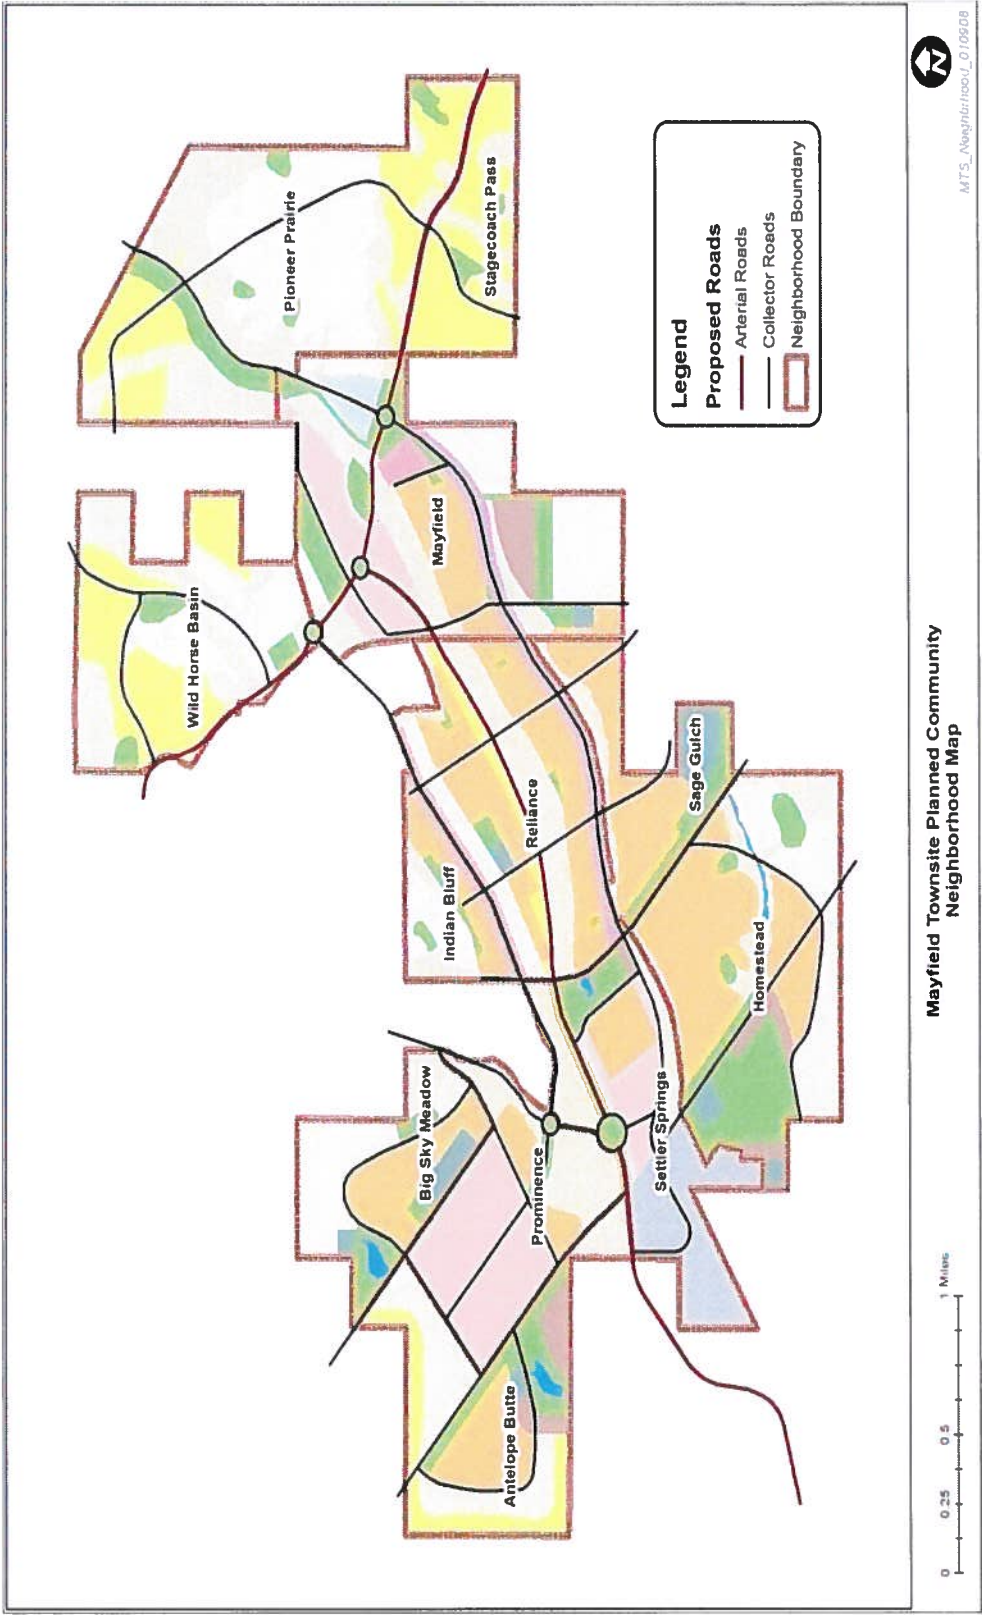 Pioneer Prairie
Stagecoach Pass
Wild Horse Basin
Mayfield
Reliance
Indian Bluff
Sage Gulch
Homestead
Big Sky Meadow
Prominence
Settler Springs
Antelope Butte
Legend
Proposed Roads
Arterial Roads
Collector Roads
Neighborhood Boundary
Mayfield Townsite Planned Community
Neighborhood Map
0 0.25 0.5 1 Miles
N
MTS_Neighborhood_010908